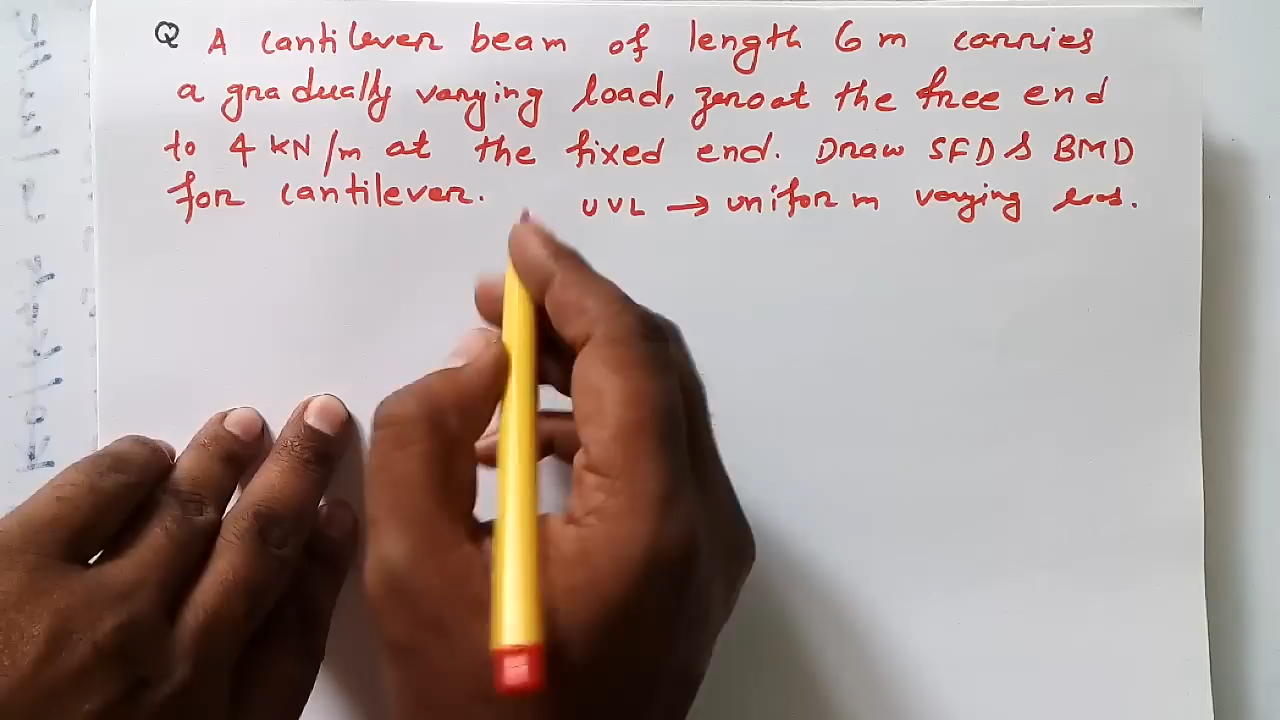 Q A cantilever beam of length 6 m carries
a gradually varying load, zero at the free end
to 4 KN/m at the fixed end. Draw SFD & BMD
for cantilever. UVL → uniform varying load.